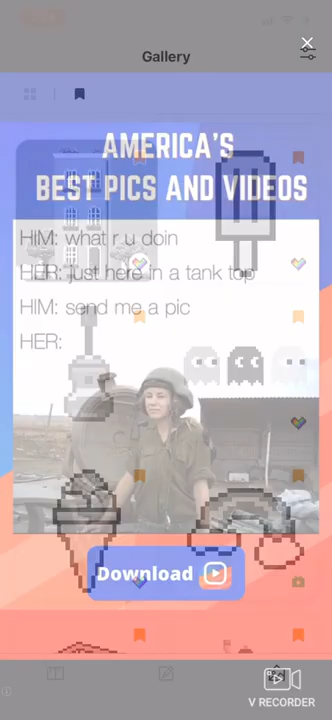 Gallery
AMERICA'S
BEST PICS AND VIDEOS
HIM: what r u doin
HER: just here in a tank top
HIM: send me a pic
HER:
Download
V RECORDER